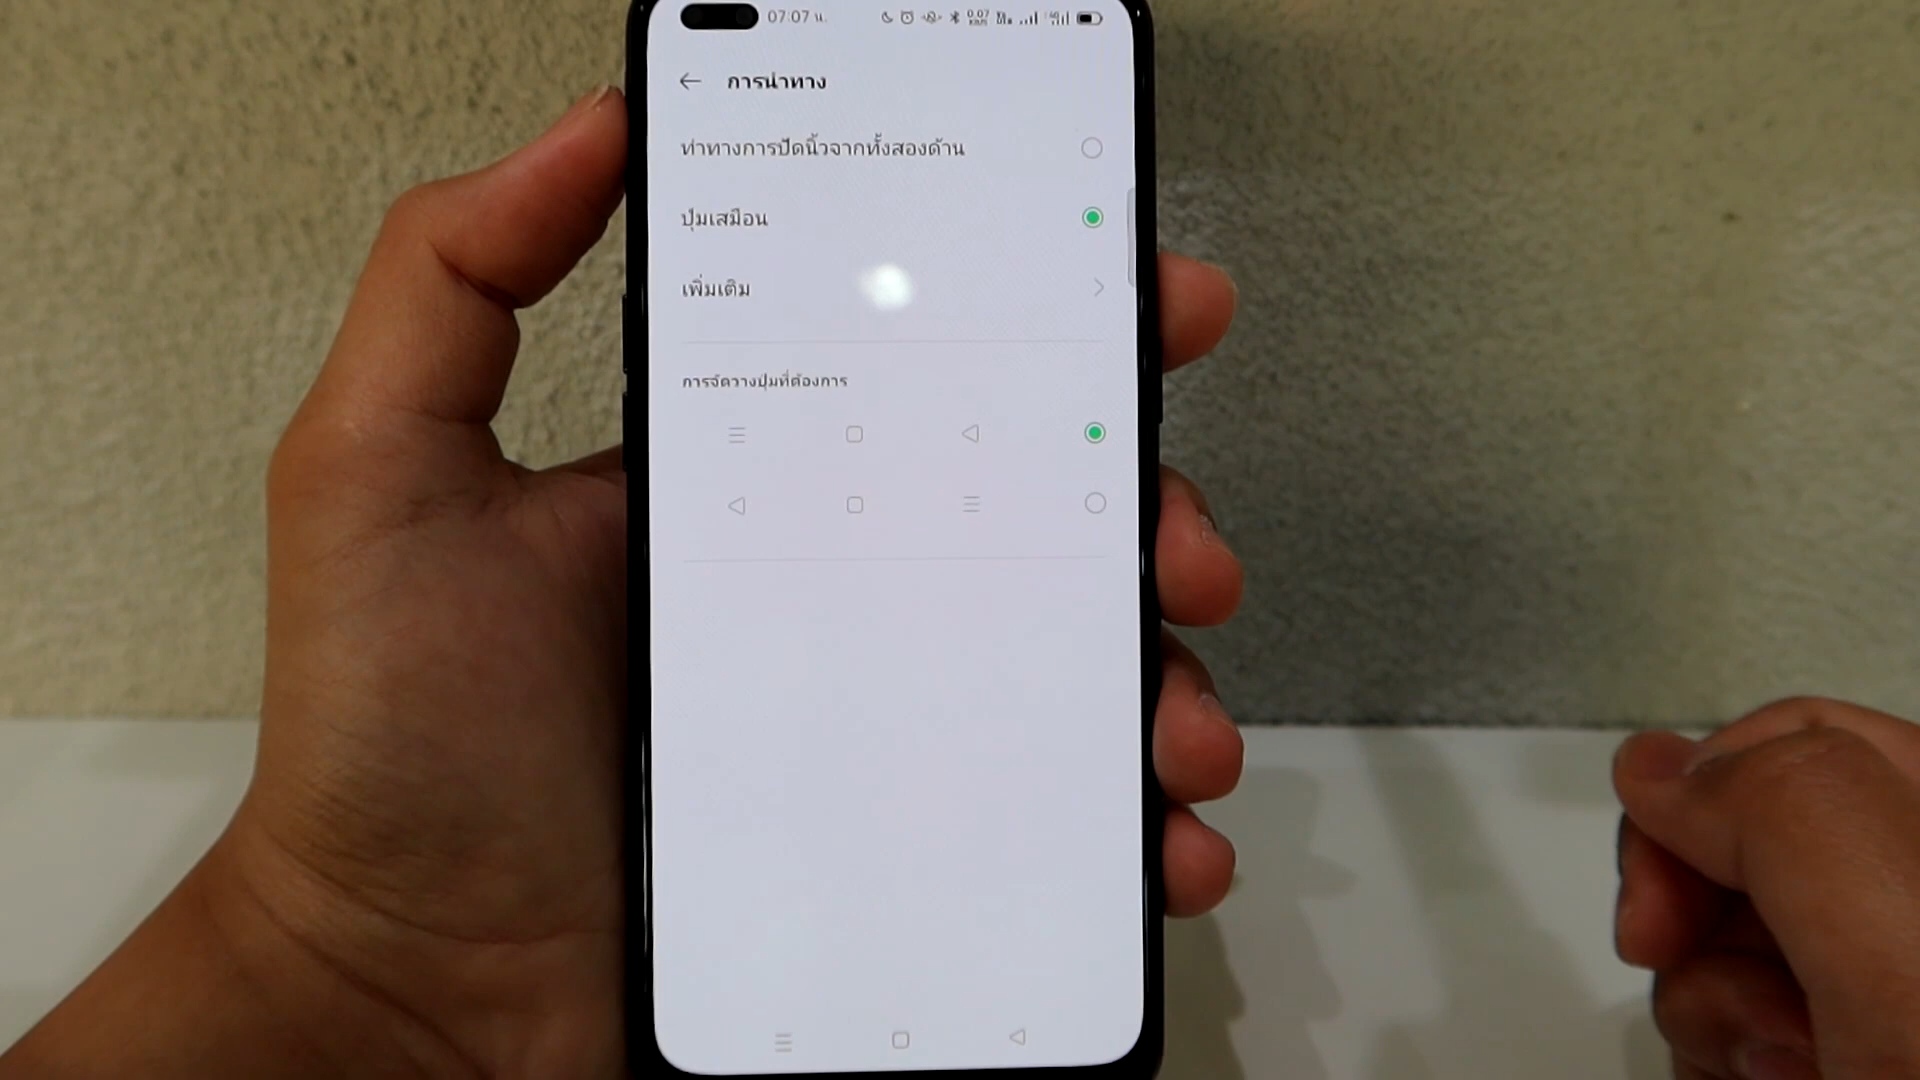 07:07 น.
การนำทาง
ท่าทางการปัดนิ้วจากทั้งสองด้าน
ปุ่มเสมือน
เพิ่มเติม
การจัดวางปุ่มที่ต้องการ